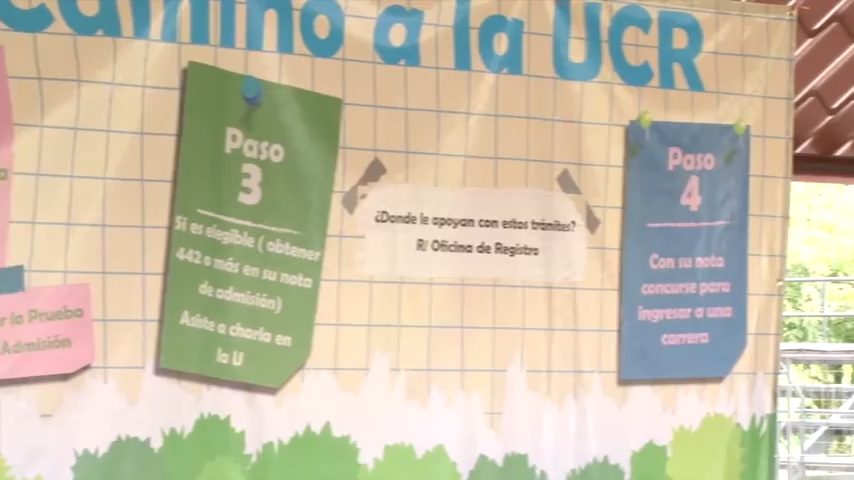 camino a la UCR
Paso
3
Si es elegible ( obtener
442 o más en su nota
de admisión)
Asiste a charla en
la U
¿Donde le apoyan con estos trámites?
R/ Oficina de Registro
Paso
4
Con su nota
concurse para
ingresar a una
carrera
r la Prueba
Admisión